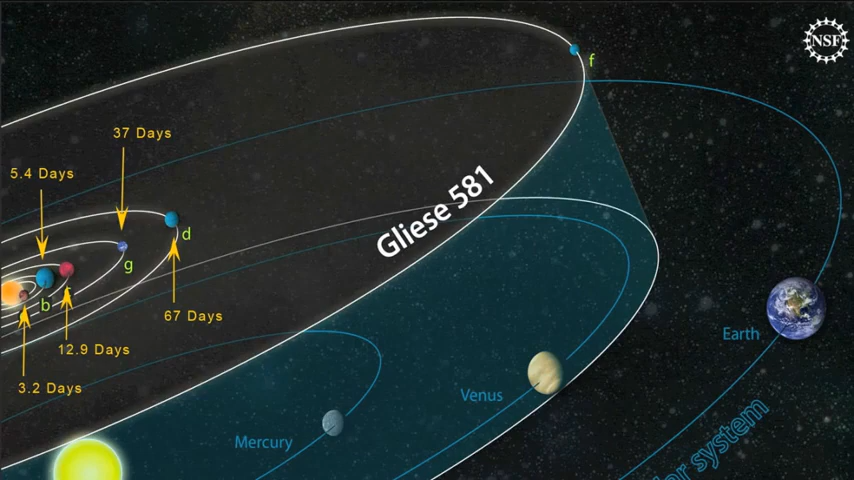 NSF
f
37 Days
5.4 Days
Gliese 581
d
g
b
67 Days
Earth
12.9 Days
3.2 Days
Venus
Mercury
system